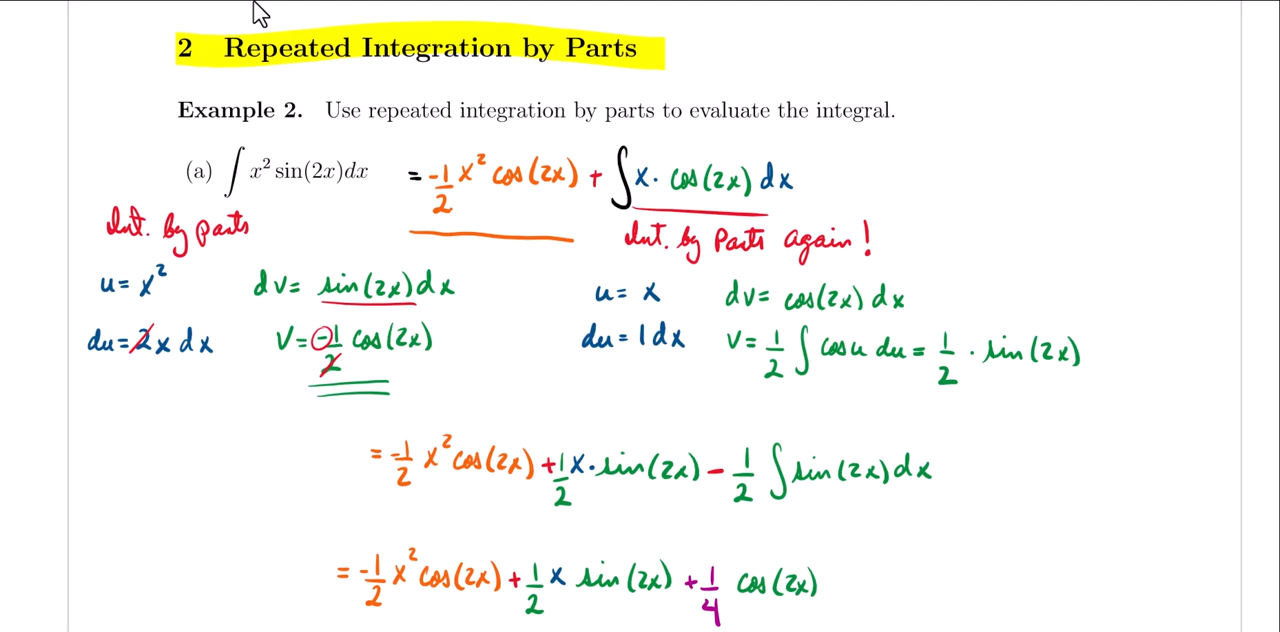 2 Repeated Integration by Parts
Example 2. Use repeated integration by parts to evaluate the integral.
(a) ∫ x² sin(2x)dx = -1/2 x² cos(2x) + ∫ x · cos(2x) dx
Int. by parts
Int. by Parts again!
u = x² dv = sin(2x) dx
du = 2x dx v = -1/2 cos(2x)
u = x dv = cos(2x) dx
du = 1 dx v = 1/2 ∫ cos u du = 1/2 · sin(2x)
= -1/2 x² cos(2x) + 1/2 x · sin(2x) - 1/2 ∫ sin(2x) dx
= -1/2 x² cos(2x) + 1/2 x sin(2x) + 1/4 cos(2x)